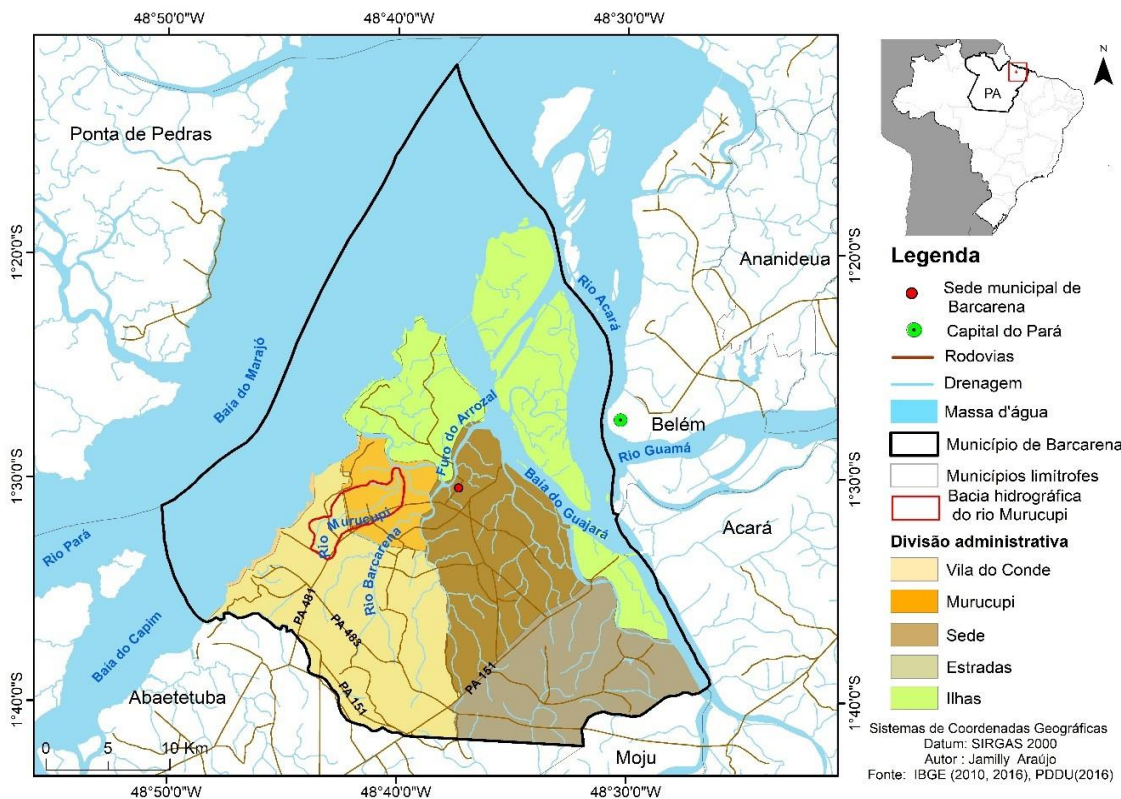 48°50'0"W
48°40'0"W
48°30'0"W
Ponta de Pedras
Ananideua
Belém
Acará
Abaetetuba
Moju
1°20'0"S
1°30'0"S
1°40'0"S
1°20'0"S
1°30'0"S
1°40'0"S
Baía do Marajó
Rio Acará
Furo do Arrozal
Rio Guamá
Baía do Guajará
Rio Murucupi
Rio Barcarena
Rio Pará
Baía do Capim
PA 481
PA 483
PA 151
PA 151
0 5 10 Km
48°50'0"W
48°40'0"W
48°30'0"W
N
PA
Legenda
Sede municipal de
Barcarena
Capital do Pará
Rodovias
Drenagem
Massa d'água
Município de Barcarena
Municípios limítrofes
Bacia hidrográfica
do rio Murucupi
Divisão administrativa
Vila do Conde
Murucupi
Sede
Estradas
Ilhas
Sistemas de Coordenadas Geográficas
Datum: SIRGAS 2000
Autor : Jamilly Araújo
Fonte: IBGE (2010, 2016), PDDU(2016)